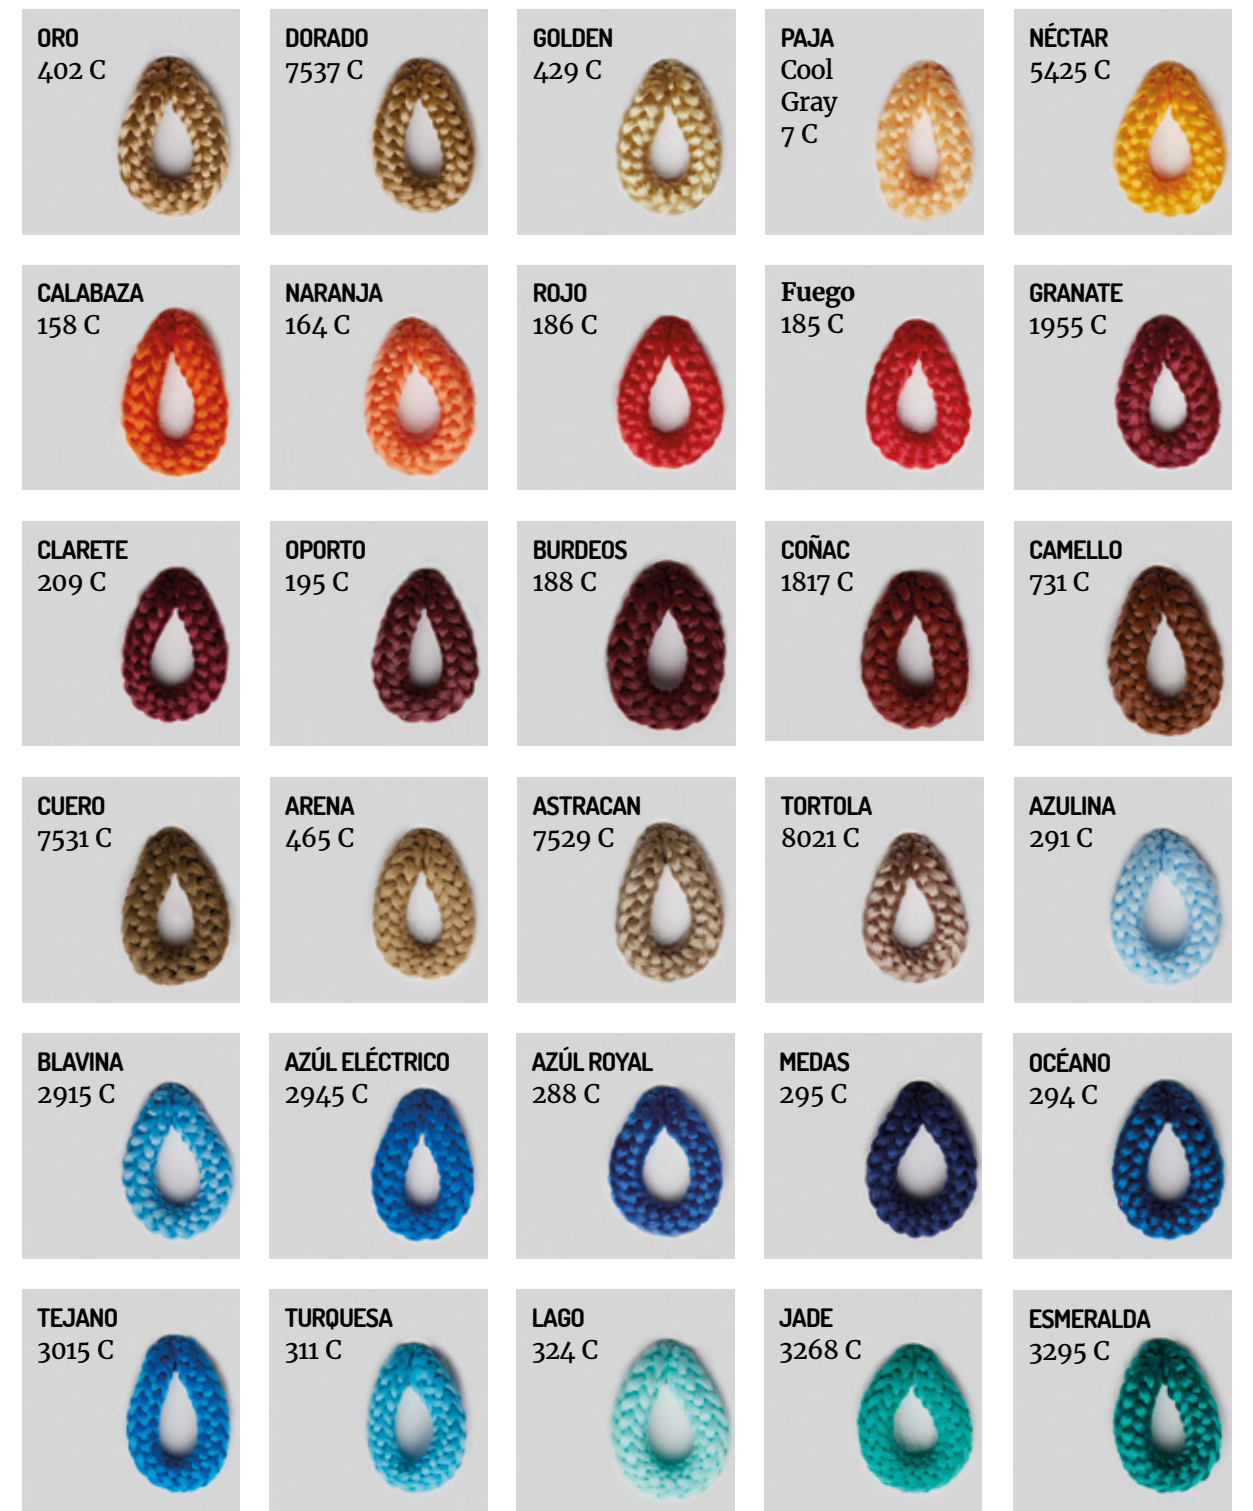 ORO
402 C
DORADO
7537 C
GOLDEN
429 C
PAJA
Cool
Gray
7 C
NÉCTAR
5425 C
CALABAZA
158 C
NARANJA
164 C
ROJO
186 C
Fuego
185 C
GRANATE
1955 C
CLARETE
209 C
OPORTO
195 C
BURDEOS
188 C
COÑAC
1817 C
CAMELLO
731 C
CUERO
7531 C
ARENA
465 C
ASTRACAN
7529 C
TORTOLA
8021 C
AZULINA
291 C
BLAVINA
2915 C
AZÚL ELÉCTRICO
2945 C
AZÚL ROYAL
288 C
MEDAS
295 C
OCÉANO
294 C
TEJANO
3015 C
TURQUESA
311 C
LAGO
324 C
JADE
3268 C
ESMERALDA
3295 C